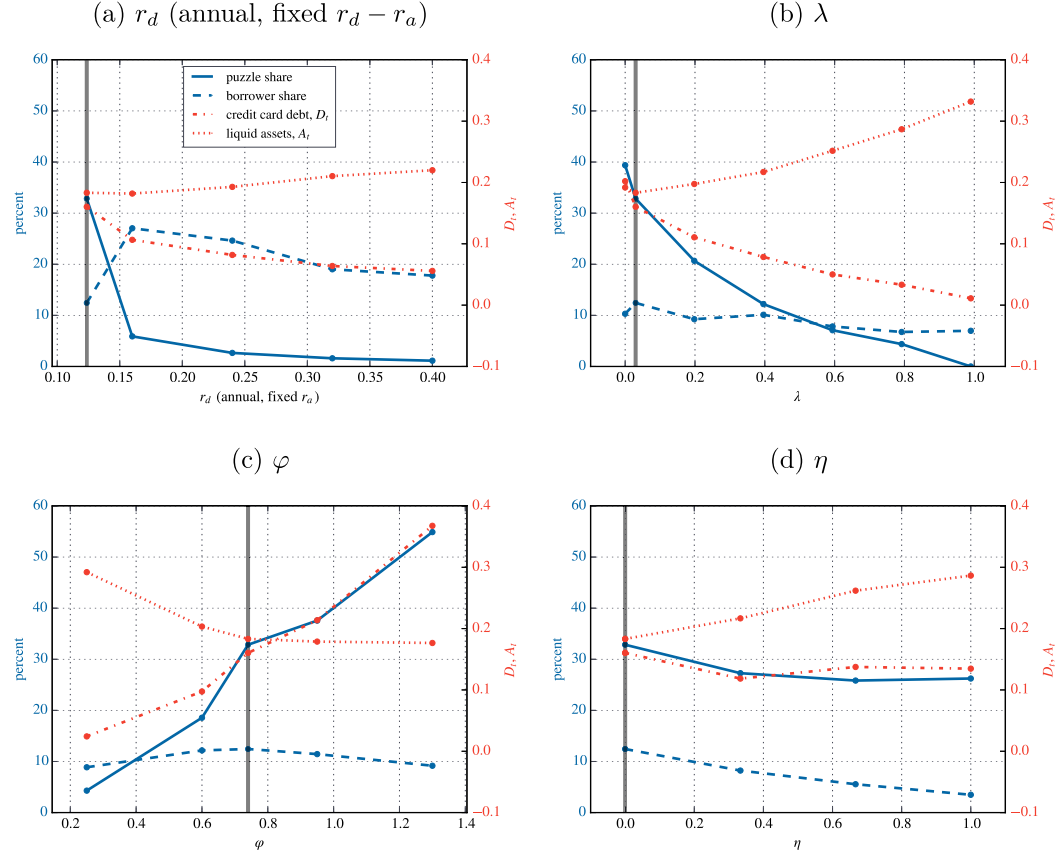 (a) r_d (annual, fixed r_d − r_a)
60
50
40
30
20
10
0
percent
puzzle share
borrower share
credit card debt, D_t
liquid assets, A_t
0.4
0.3
0.2
0.1
0.0
−0.1
D_t, A_t
0.10 0.15 0.20 0.25 0.30 0.35 0.40
r_d (annual, fixed r_a)
(b) λ
60
50
40
30
20
10
0
percent
0.4
0.3
0.2
0.1
0.0
−0.1
D_t, A_t
0.0 0.2 0.4 0.6 0.8 1.0
λ
(c) φ
60
50
40
30
20
10
0
percent
0.4
0.3
0.2
0.1
0.0
−0.1
D_t, A_t
0.2 0.4 0.6 0.8 1.0 1.2 1.4
φ
(d) η
60
50
40
30
20
10
0
percent
0.4
0.3
0.2
0.1
0.0
−0.1
D_t, A_t
0.0 0.2 0.4 0.6 0.8 1.0
η